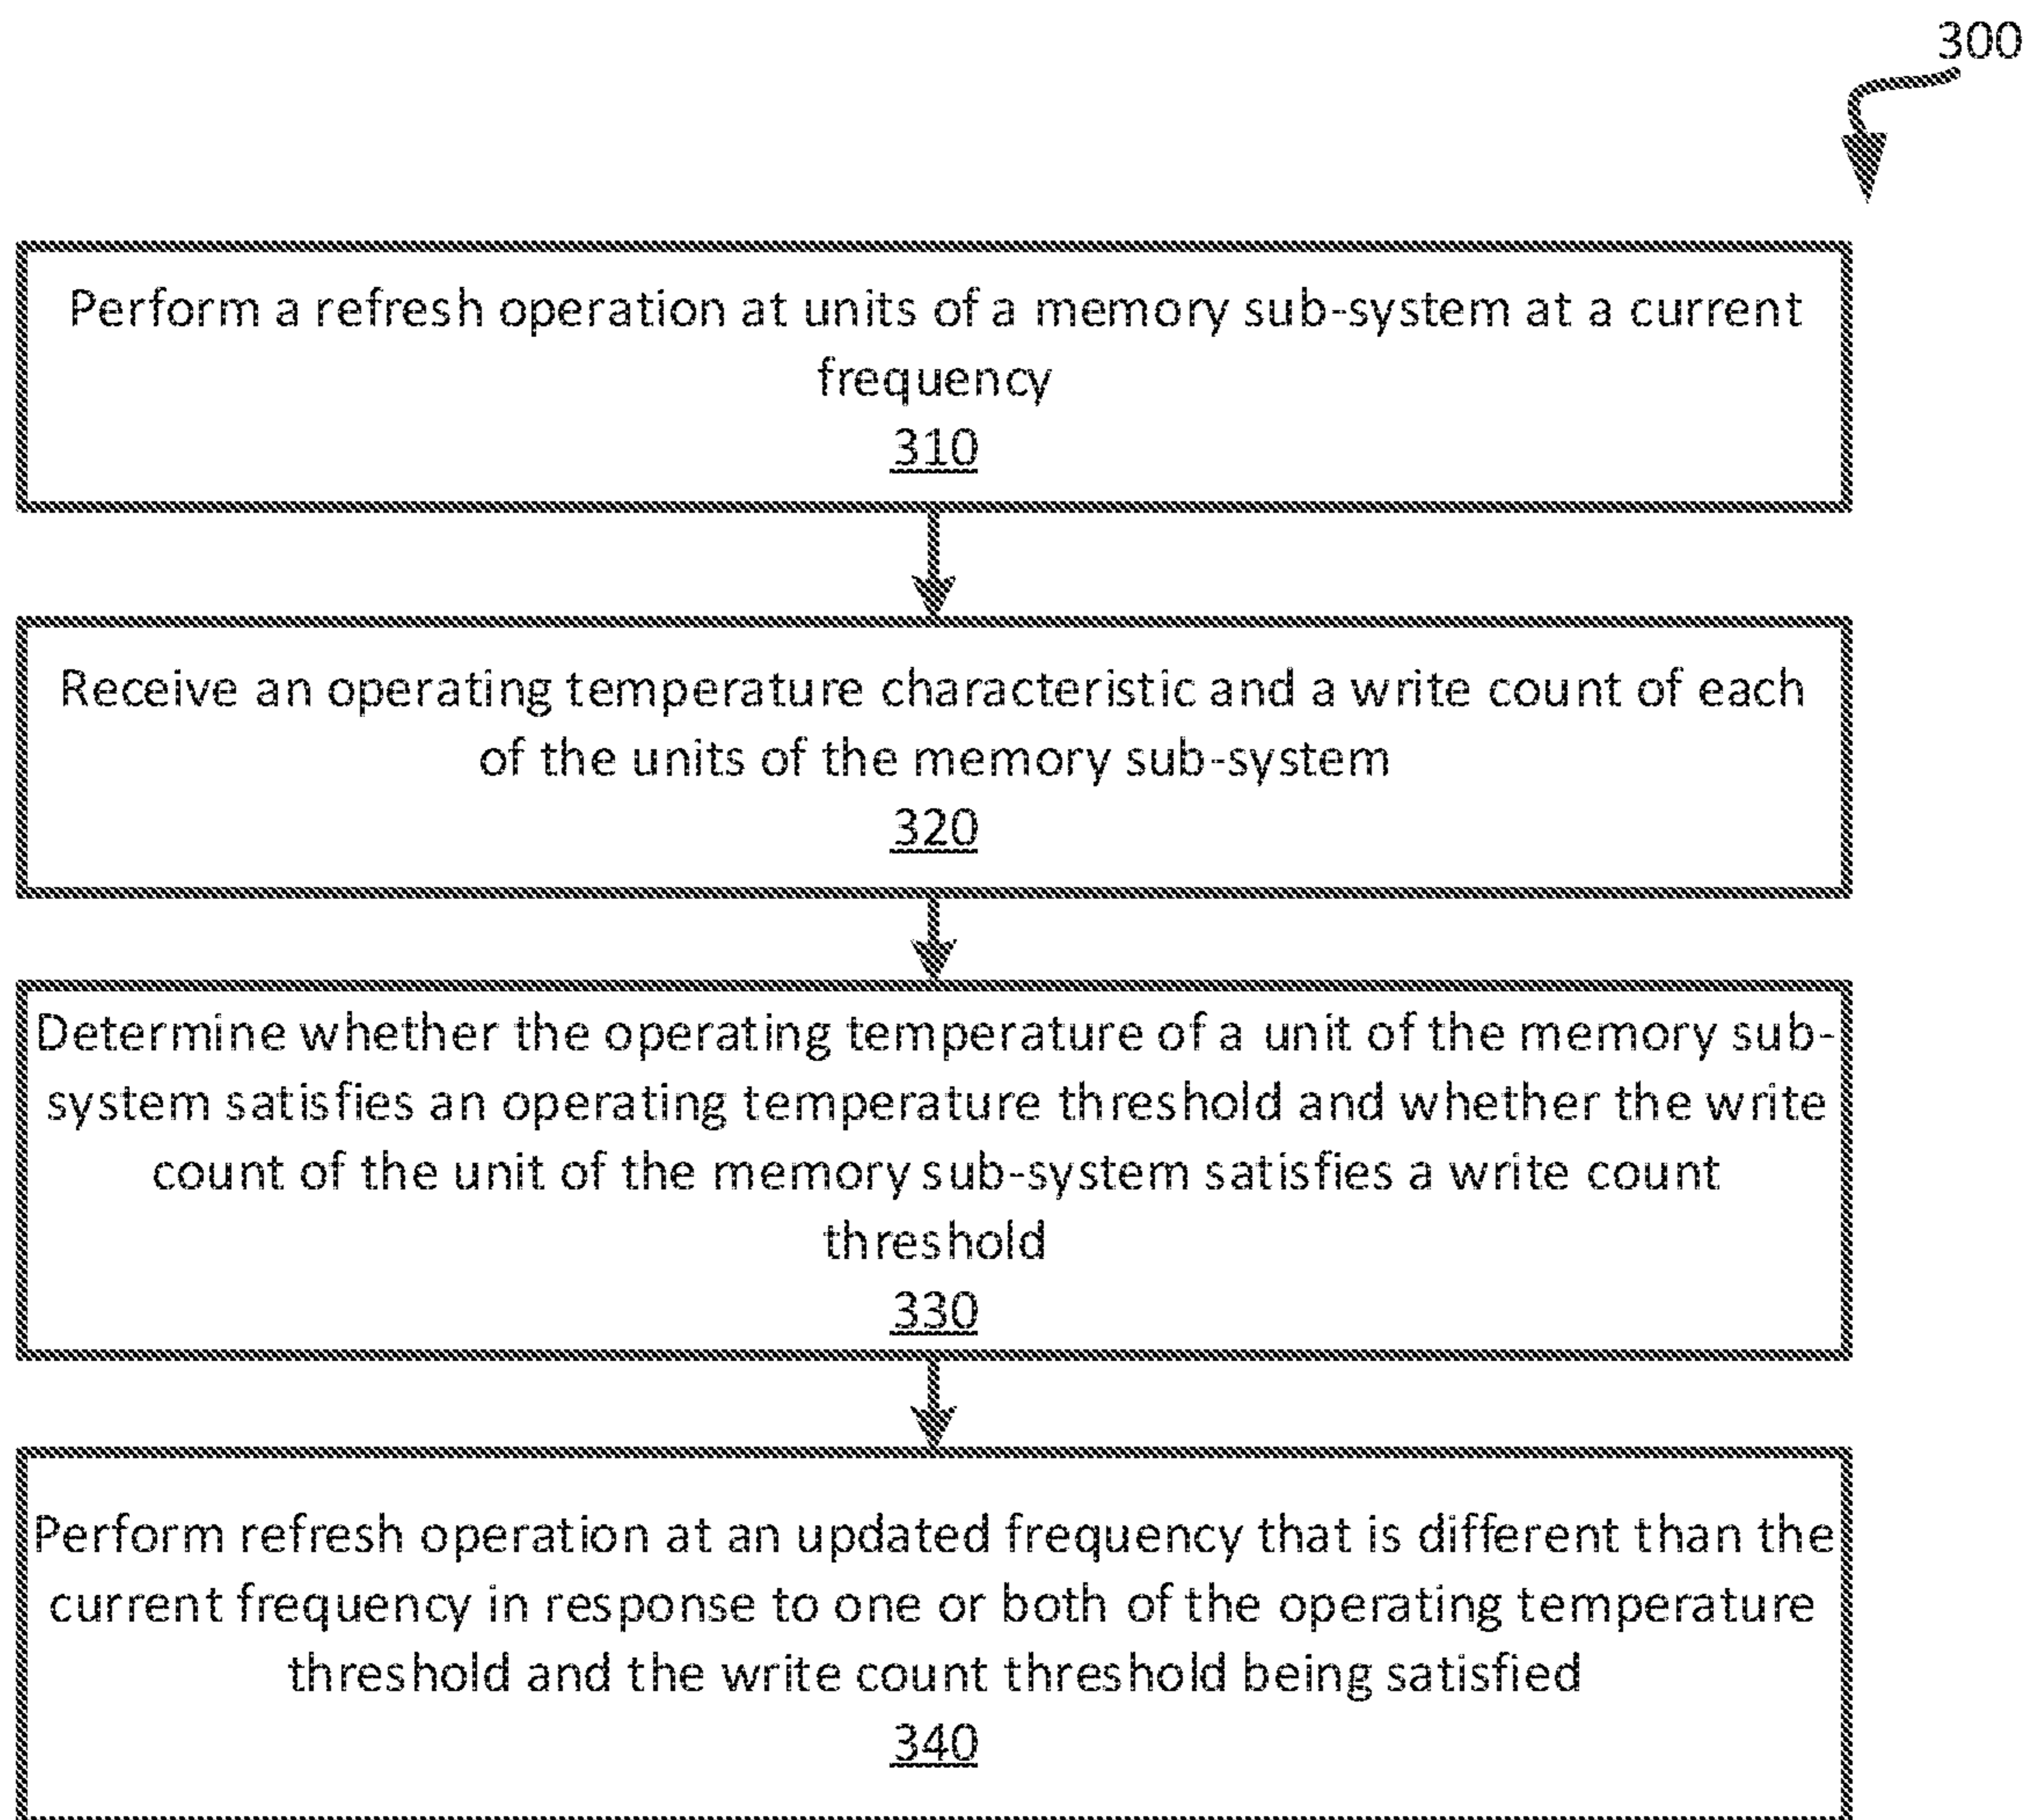 300
Perform a refresh operation at units of a memory sub-system at a current
frequency
310
Receive an operating temperature characteristic and a write count of each
of the units of the memory sub-system
320
Determine whether the operating temperature of a unit of the memory sub-
system satisfies an operating temperature threshold and whether the write
count of the unit of the memory sub-system satisfies a write count
threshold
330
Perform refresh operation at an updated frequency that is different than the
current frequency in response to one or both of the operating temperature
threshold and the write count threshold being satisfied
340